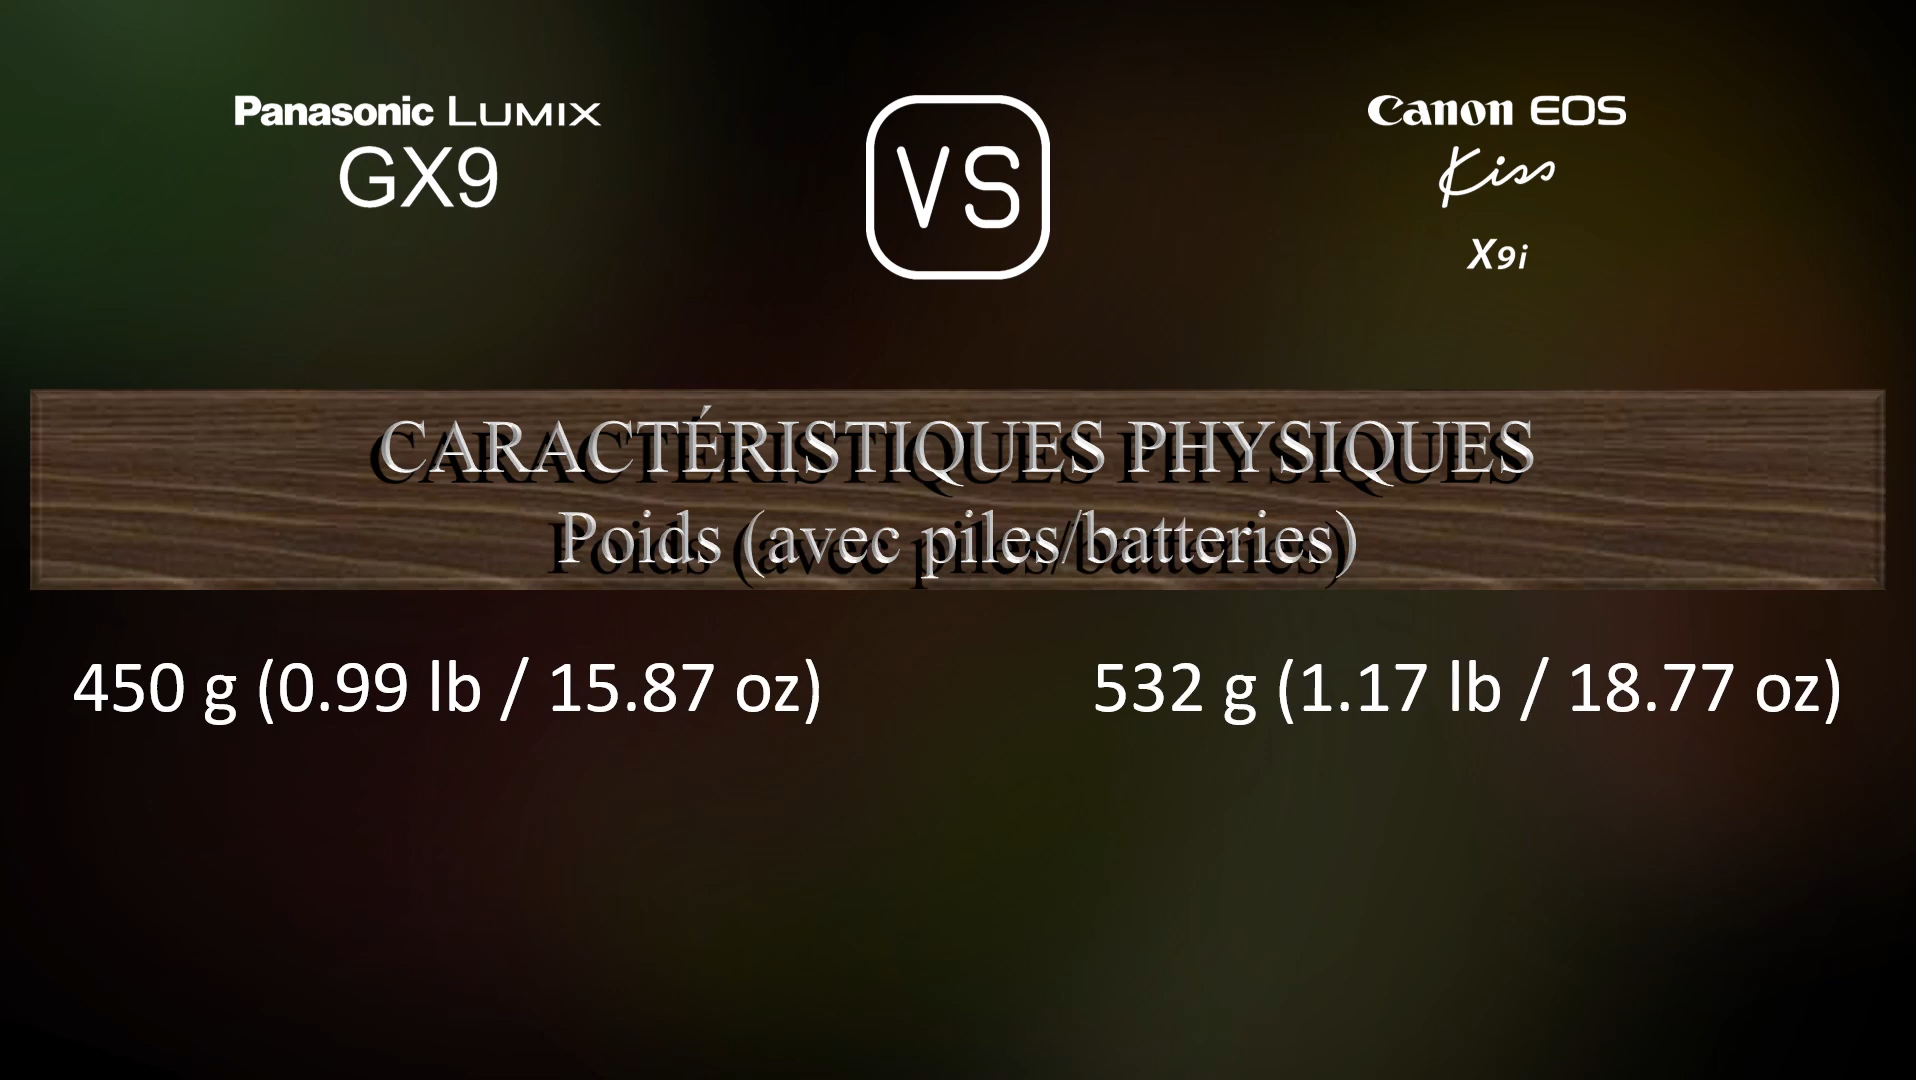 Panasonic LUMIX
GX9
VS
Canon EOS
Kiss
X9i
CARACTÉRISTIQUES PHYSIQUES
Poids (avec piles/batteries)
450 g (0.99 lb / 15.87 oz)
532 g (1.17 lb / 18.77 oz)